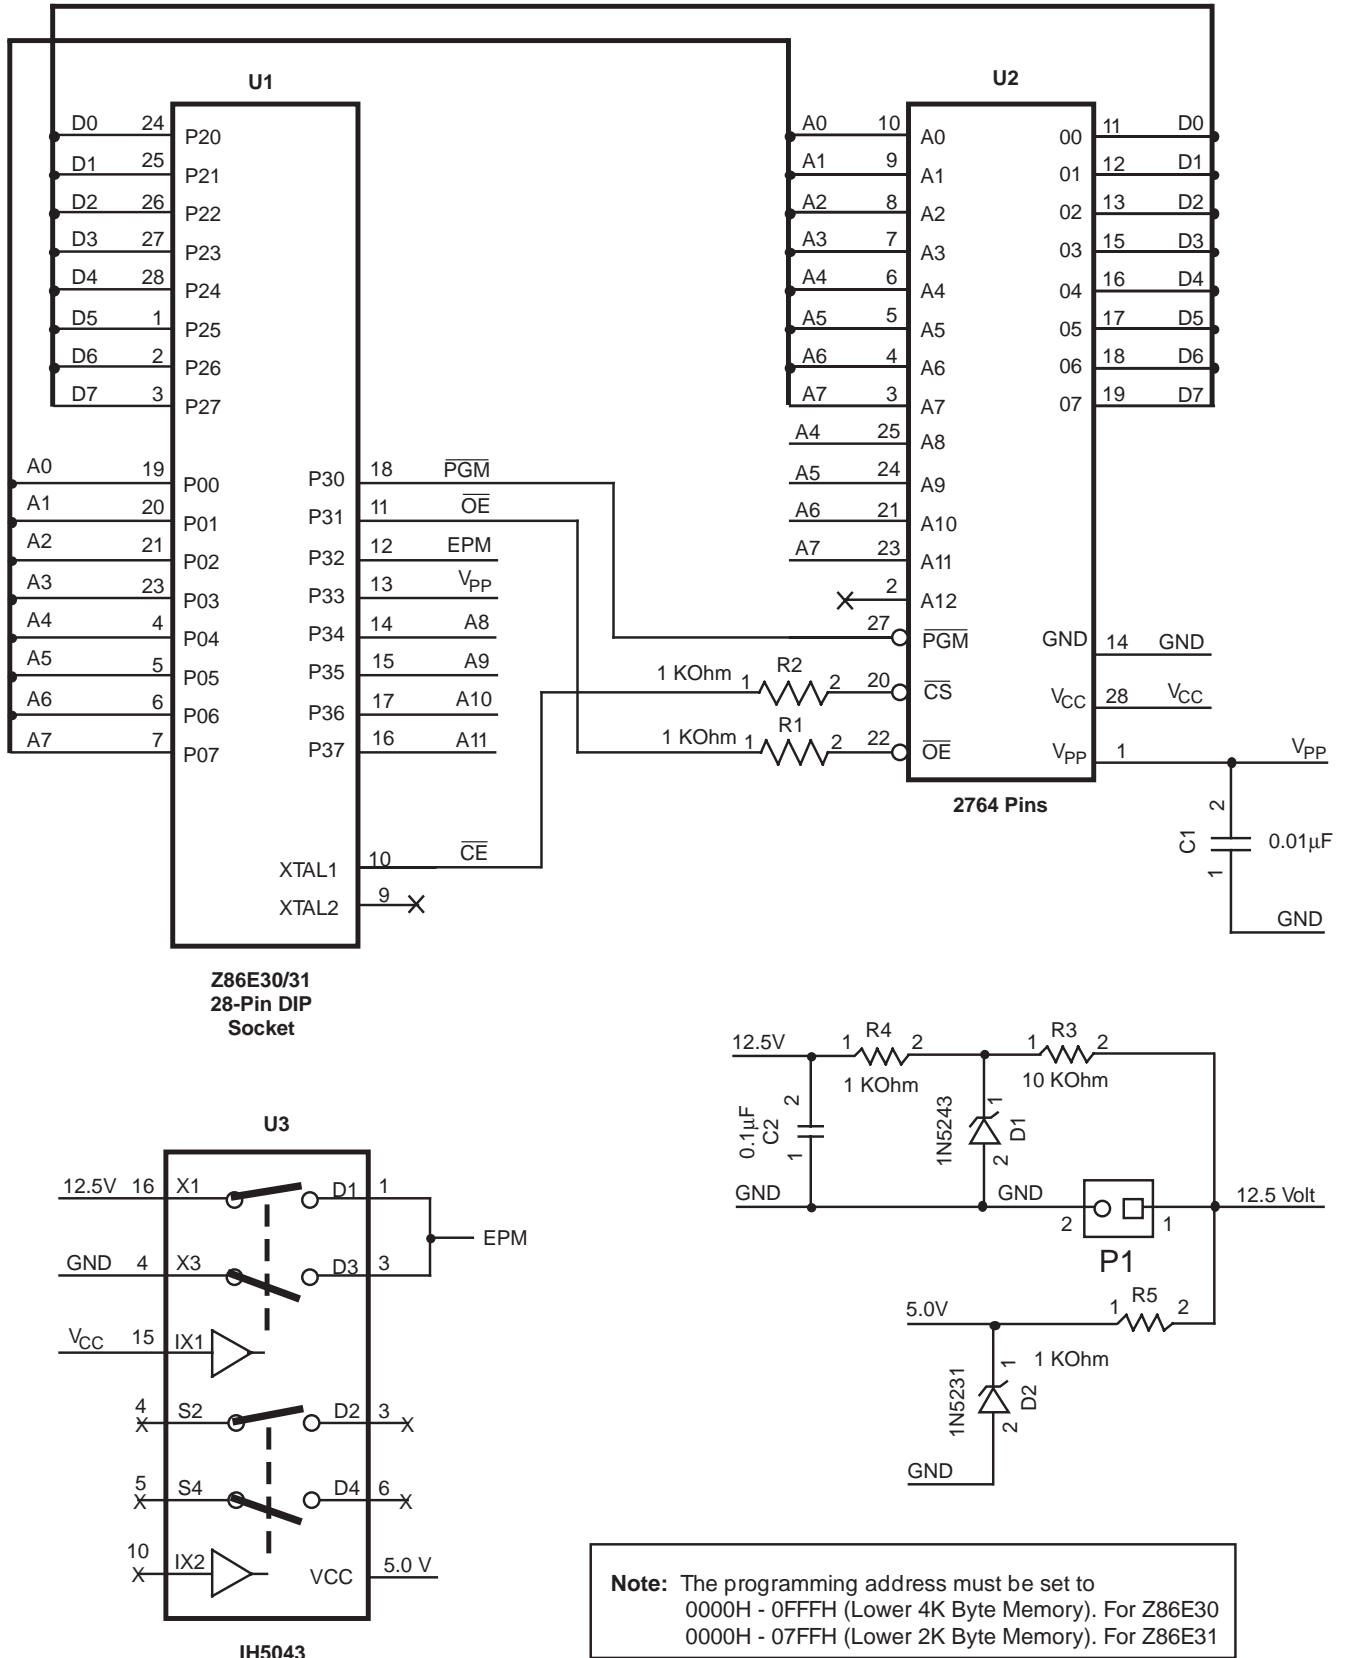 U1
U2
D0 24 P20
D1 25 P21
D2 26 P22
D3 27 P23
D4 28 P24
D5 1 P25
D6 2 P26
D7 3 P27
A0 19 P00
A1 20 P01
A2 21 P02
A3 23 P03
A4 4 P04
A5 5 P05
A6 6 P06
A7 7 P07
P30 18 PGM
P31 11 OE
P32 12 EPM
P33 13 VPP
P34 14 A8
P35 15 A9
P36 17 A10
P37 16 A11
XTAL1 10 CE
XTAL2 9
Z86E30/31
28-Pin DIP
Socket
A0 10 A0
A1 9 A1
A2 8 A2
A3 7 A3
A4 6 A4
A5 5 A5
A6 4 A6
A7 3 A7
A4 25 A8
A5 24 A9
A6 21 A10
A7 23 A11
2 A12
27 PGM
1 KOhm 1 R2 2 20 CS
1 KOhm 1 R1 2 22 OE
00 11 D0
01 12 D1
02 13 D2
03 15 D3
04 16 D4
05 17 D5
06 18 D6
07 19 D7
GND 14 GND
VCC 28 VCC
VPP 1 VPP
2764 Pins
2
C1 0.01μF
1
GND
U3
12.5V 16 X1 D1 1
EPM
GND 4 X3 D3 3
VCC 15 IX1
4 S2 D2 3
5 S4 D4 6
10 IX2
VCC 5.0 V
IH5043
12.5V 1 R4 2 1 R3 2
1 KOhm 10 KOhm
0.1μF C2 2 1
1N5243 D1 1 2
GND GND 2 1 12.5 Volt
P1
5.0V 1 R5 2
1 KOhm
1N5231 D2 1 2
GND
Note: The programming address must be set to
0000H - 0FFFH (Lower 4K Byte Memory). For Z86E30
0000H - 07FFH (Lower 2K Byte Memory). For Z86E31